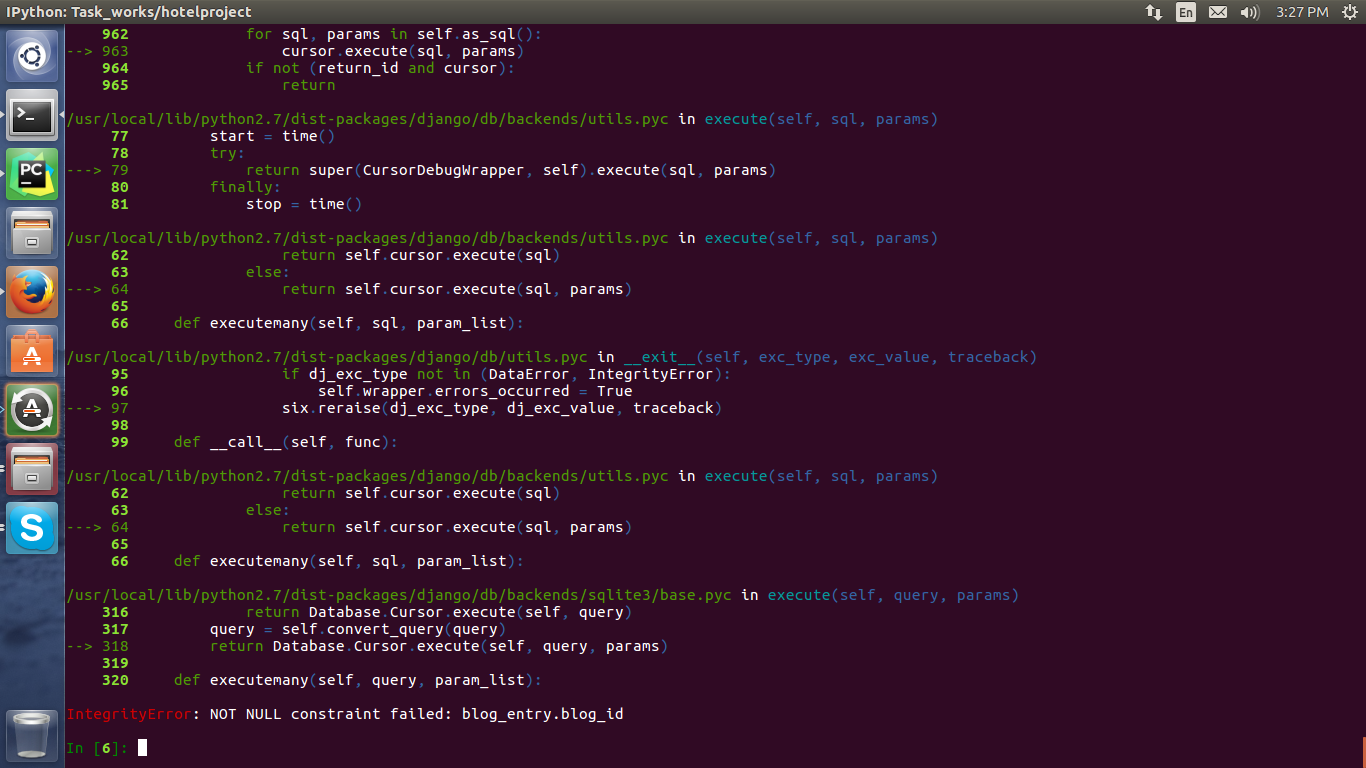 IPython: Task_works/hotelproject
En
3:27 PM
962             for sql, params in self.as_sql():
--> 963                 cursor.execute(sql, params)
964             if not (return_id and cursor):
965                 return
/usr/local/lib/python2.7/dist-packages/django/db/backends/utils.pyc in execute(self, sql, params)
77         start = time()
78         try:
---> 79             return super(CursorDebugWrapper, self).execute(sql, params)
80         finally:
81             stop = time()
/usr/local/lib/python2.7/dist-packages/django/db/backends/utils.pyc in execute(self, sql, params)
62                 return self.cursor.execute(sql)
63             else:
---> 64                 return self.cursor.execute(sql, params)
65
66     def executemany(self, sql, param_list):
/usr/local/lib/python2.7/dist-packages/django/db/utils.pyc in __exit__(self, exc_type, exc_value, traceback)
95                 if dj_exc_type not in (DataError, IntegrityError):
96                     self.wrapper.errors_occurred = True
---> 97                 six.reraise(dj_exc_type, dj_exc_value, traceback)
98
99     def __call__(self, func):
/usr/local/lib/python2.7/dist-packages/django/db/backends/utils.pyc in execute(self, sql, params)
62                 return self.cursor.execute(sql)
63             else:
---> 64                 return self.cursor.execute(sql, params)
65
66     def executemany(self, sql, param_list):
/usr/local/lib/python2.7/dist-packages/django/db/backends/sqlite3/base.pyc in execute(self, query, params)
316             return Database.Cursor.execute(self, query)
317         query = self.convert_query(query)
--> 318         return Database.Cursor.execute(self, query, params)
319
320     def executemany(self, query, param_list):
IntegrityError: NOT NULL constraint failed: blog_entry.blog_id
In [6]:
PC